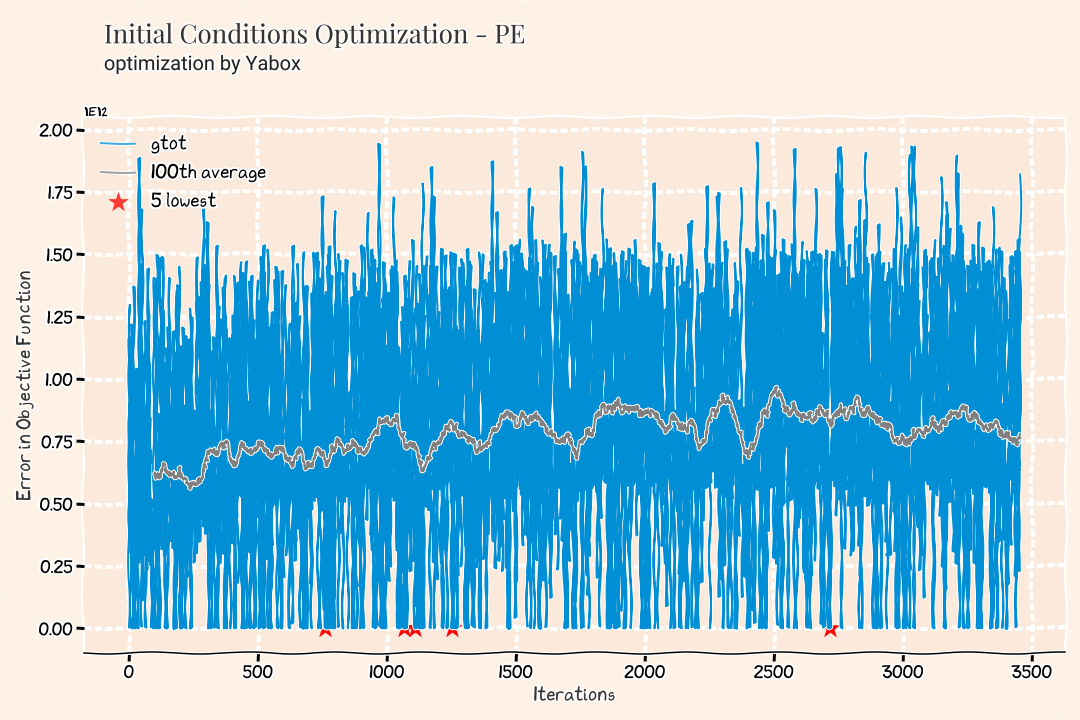 Initial Conditions Optimization - PE
optimization by Yabox
1E12
2.00
1.75
1.50
1.25
1.00
0.75
0.50
0.25
0.00
gtot
100th average
5 lowest
Error in Objective Function
0 500 1000 1500 2000 2500 3000 3500
Iterations